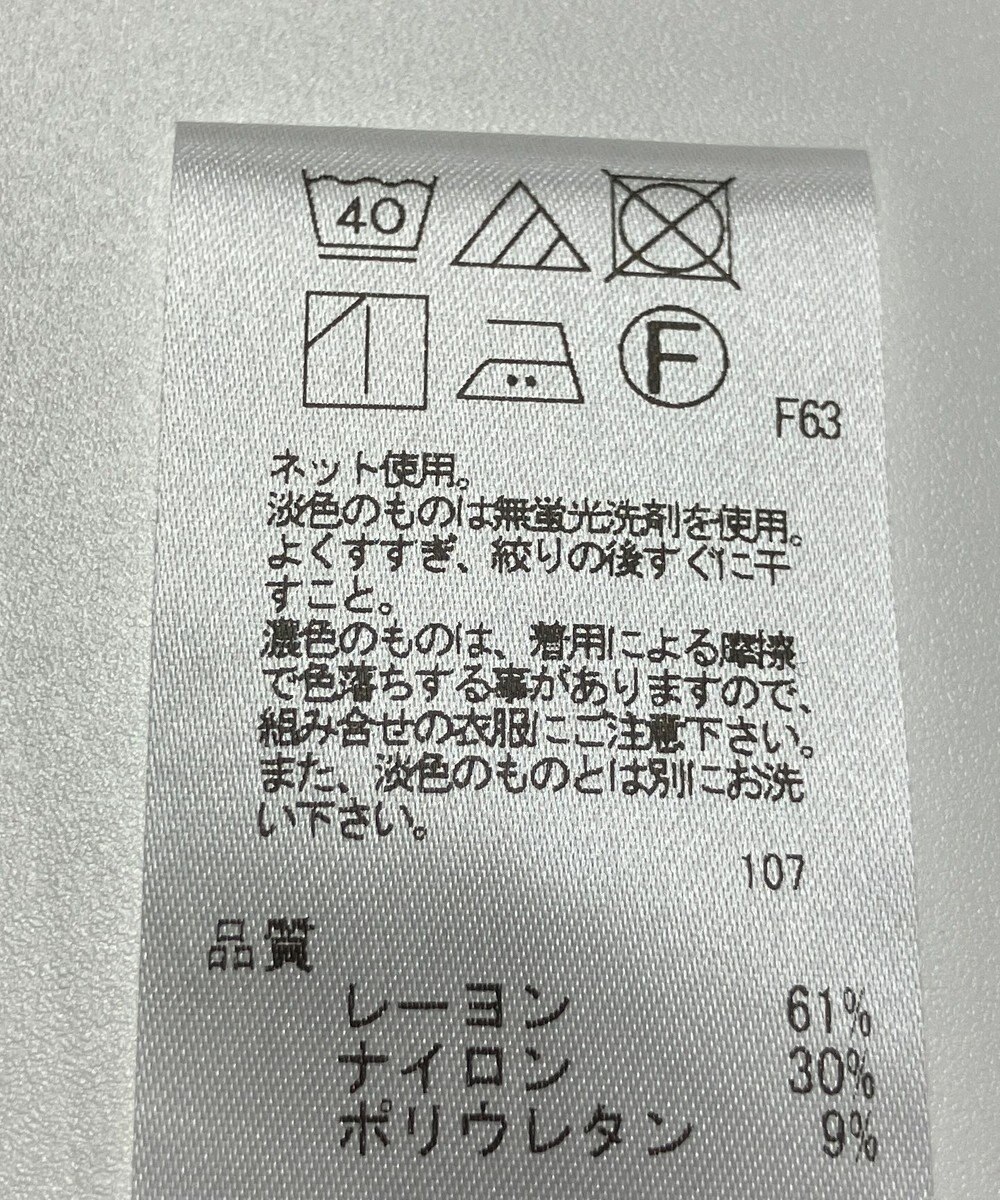 40
F
F63
ネット使用。
淡色のものは無蛍光洗剤を使用。
よくすすぎ、絞りの後すぐに干
すこと。
濃色のものは、着用による摩擦
で色落ちする事がありますので、
組み合せの衣服にご注意下さい。
また、淡色のものとは別にお洗
い下さい。
107
品質
レーヨン 61%
ナイロン 30%
ポリウレタン 9%